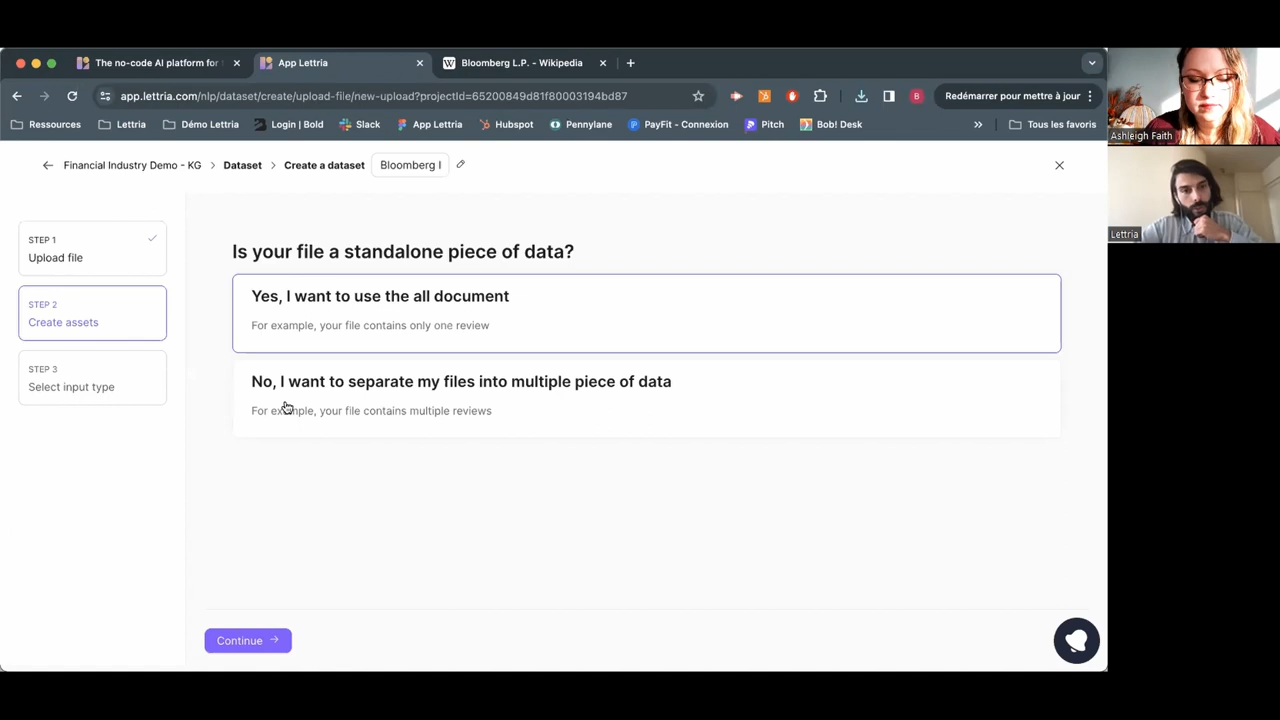 The no-code AI platform for t
App Lettria
Bloomberg L.P. - Wikipedia
app.lettria.com/nlp/dataset/create/upload-file/new-upload?projectId=6526a7c9d81f80003194bd87
B
Redémarrer pour mettre à jour
Ressources
Lettria
Démo Lettria
Login | Bold
Slack
App Lettria
Hubspot
Pennylane
PayFit - Connexion
Pitch
Bob! Desk
Tous les favoris
Ashleigh Faith
Lettria
Financial Industry Demo - KG
Dataset
Create a dataset
Bloomberg I
STEP 1
Upload file
STEP 2
Create assets
STEP 3
Select input type
Is your file a standalone piece of data?
Yes, I want to use the all document
For example, your file contains only one review
No, I want to separate my files into multiple piece of data
For example, your file contains multiple reviews
Continue